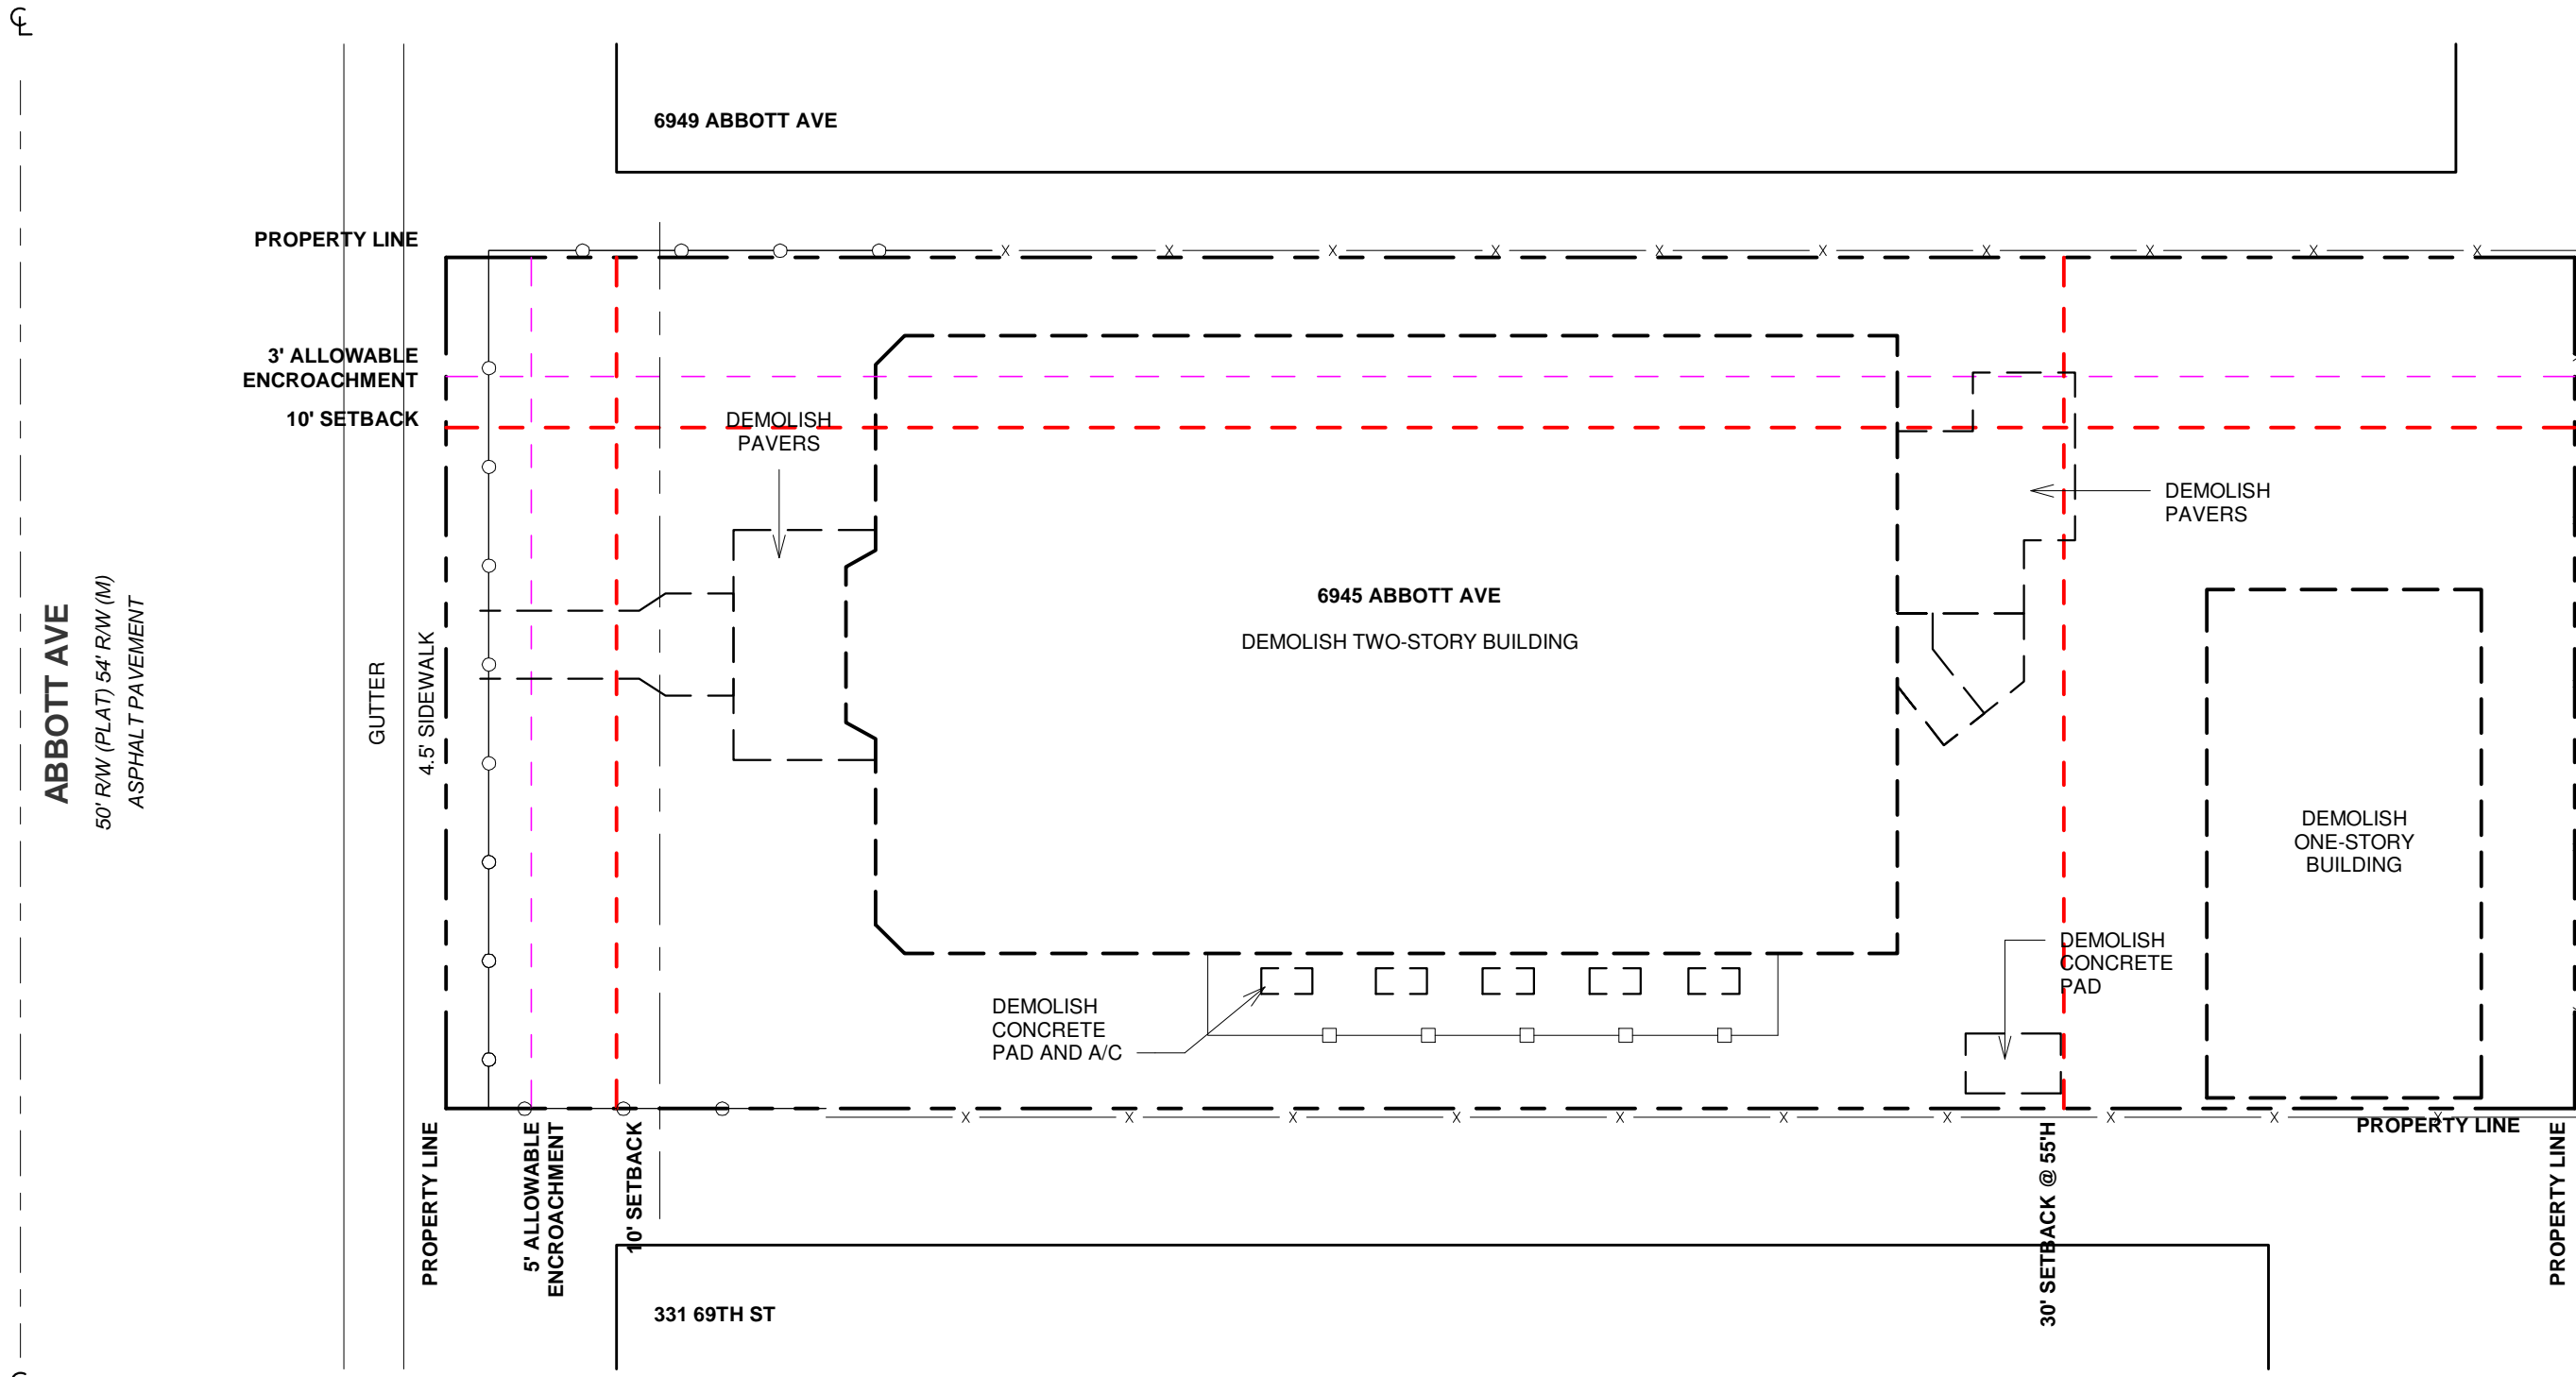 ℄
6949 ABBOTT AVE
PROPERTY LINE
3' ALLOWABLE
ENCROACHMENT
10' SETBACK
DEMOLISH
PAVERS
DEMOLISH
PAVERS
6945 ABBOTT AVE
DEMOLISH TWO-STORY BUILDING
ABBOTT AVE
50' R/W (PLAT) 54' R/W (M)
ASPHALT PAVEMENT
GUTTER
4.5' SIDEWALK
DEMOLISH
ONE-STORY
BUILDING
DEMOLISH
CONCRETE
PAD
DEMOLISH
CONCRETE
PAD AND A/C
PROPERTY LINE
PROPERTY LINE
5' ALLOWABLE
ENCROACHMENT
10' SETBACK
30' SETBACK @ 55'H
PROPERTY LINE
331 69TH ST